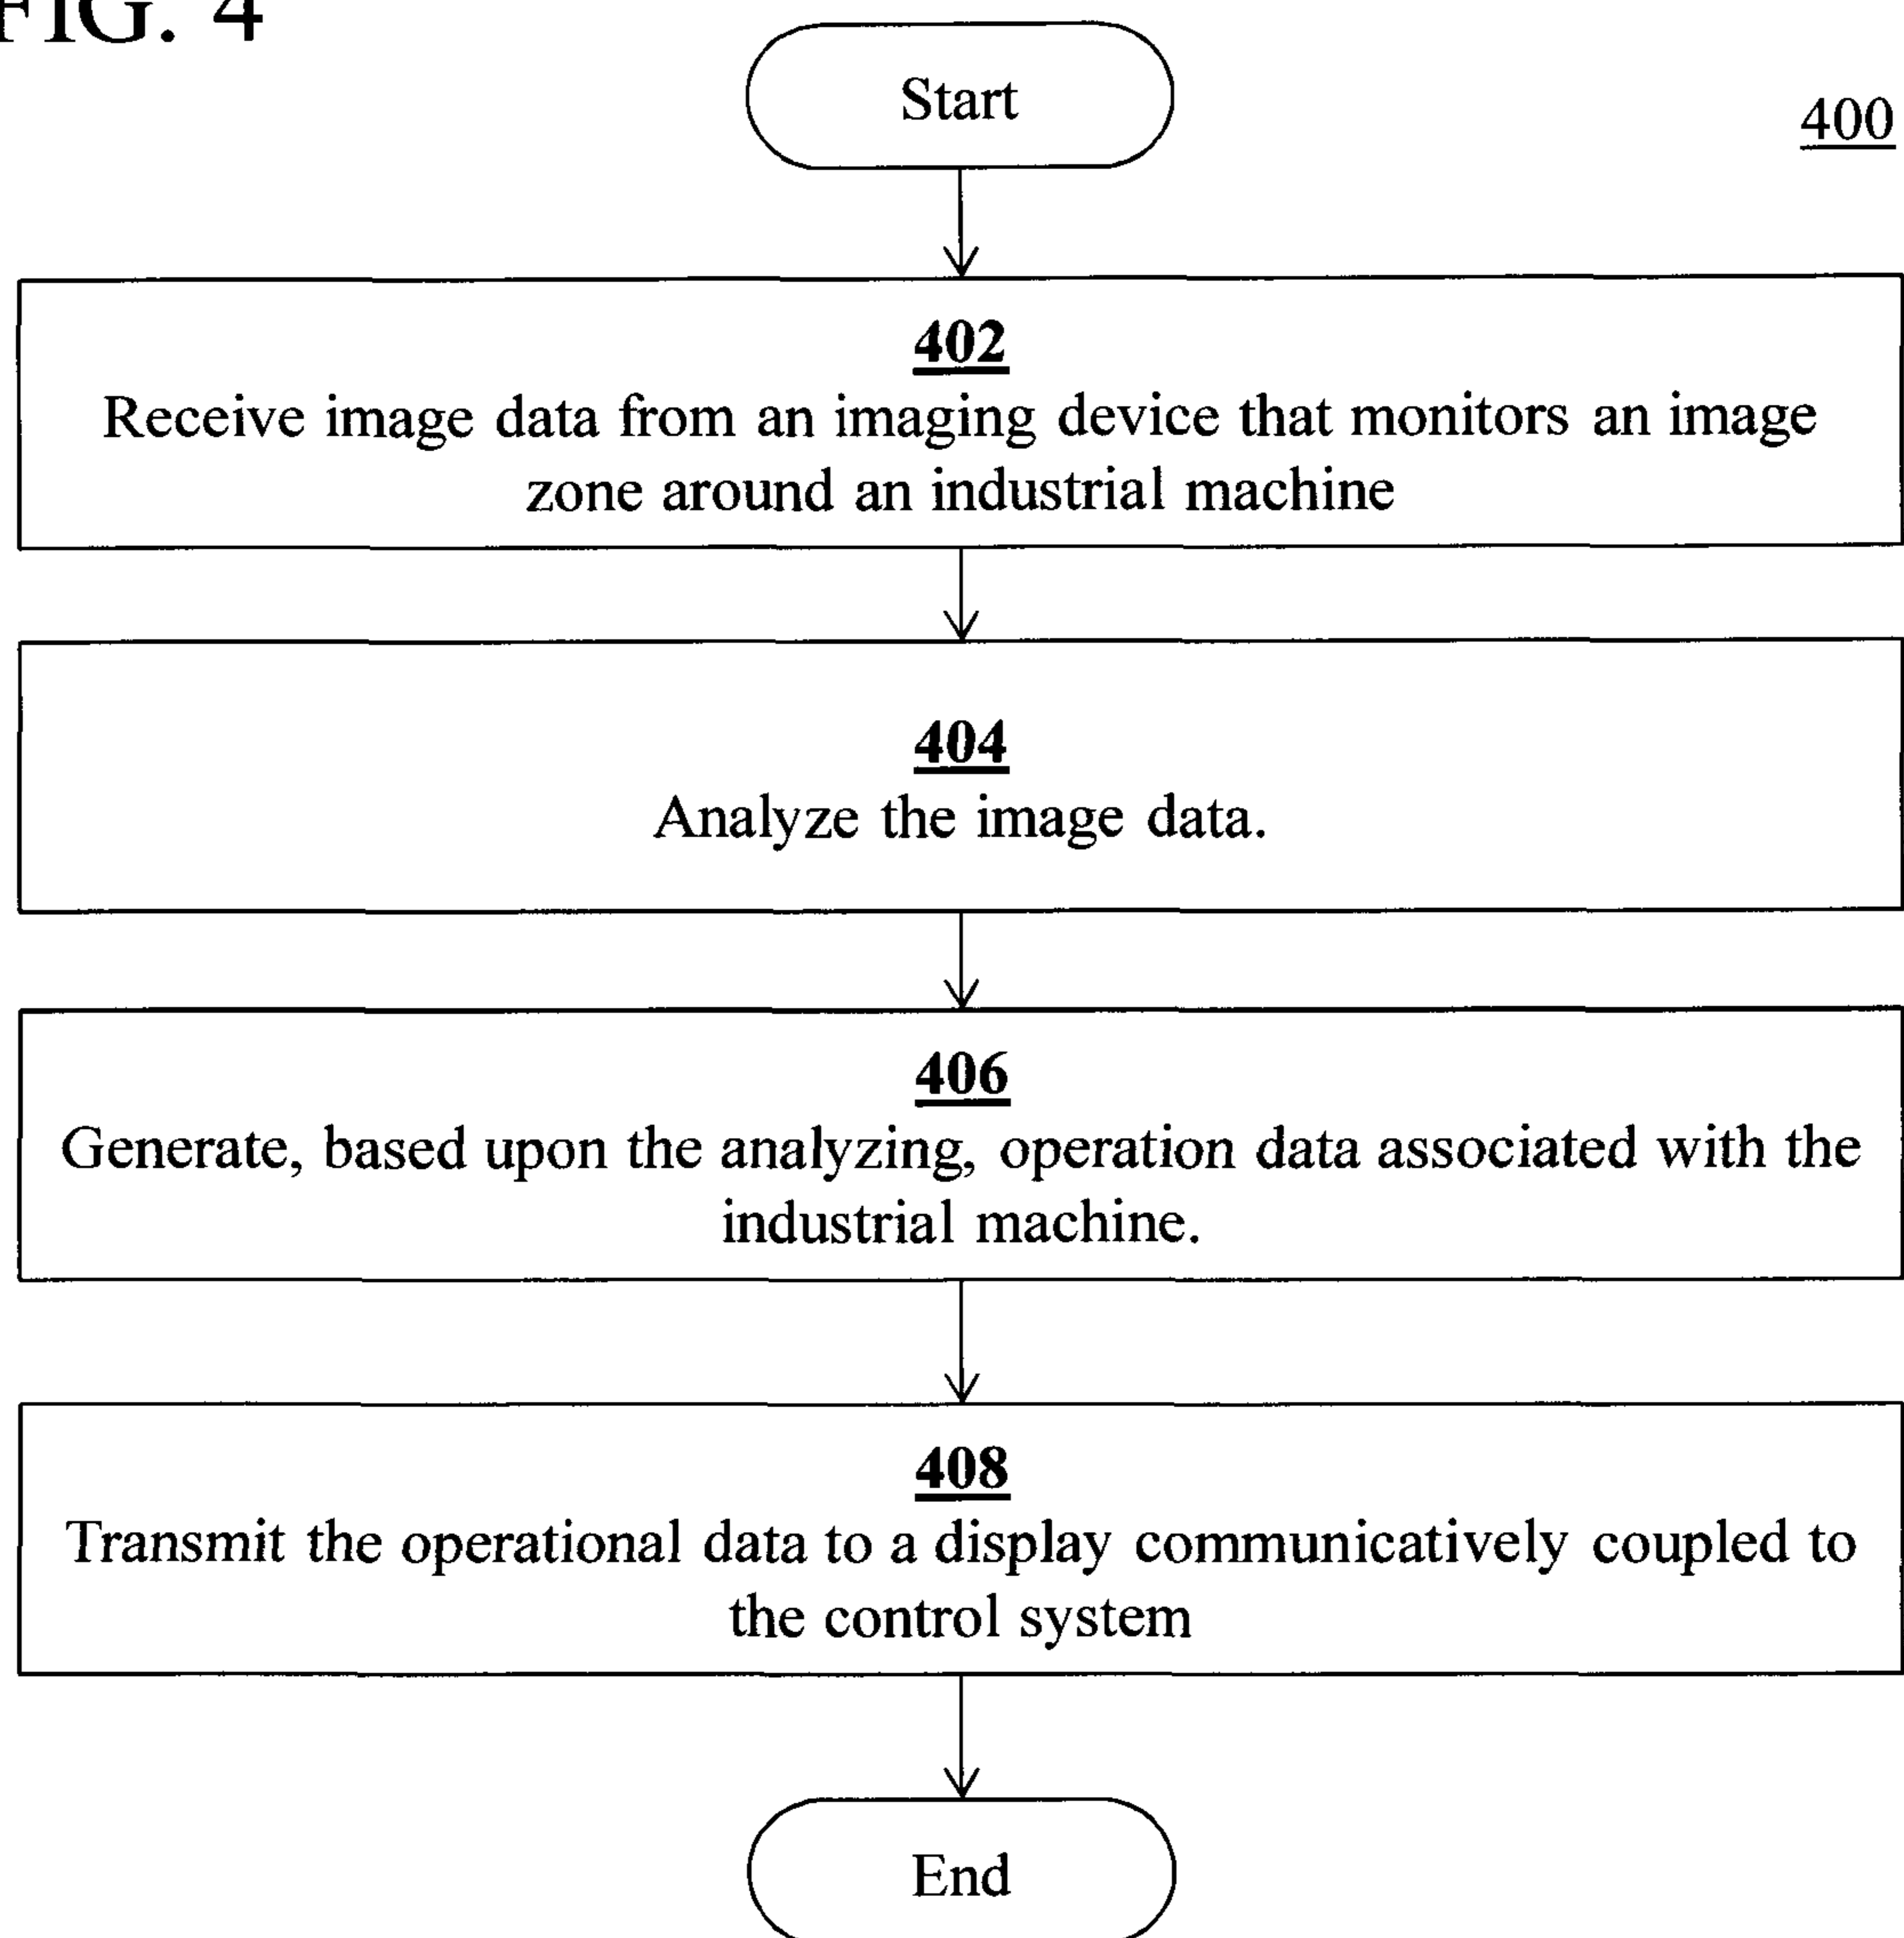 FIG. 4
Start
400
402
Receive image data from an imaging device that monitors an image
zone around an industrial machine
404
Analyze the image data.
406
Generate, based upon the analyzing, operation data associated with the
industrial machine.
408
Transmit the operational data to a display communicatively coupled to
the control system
End